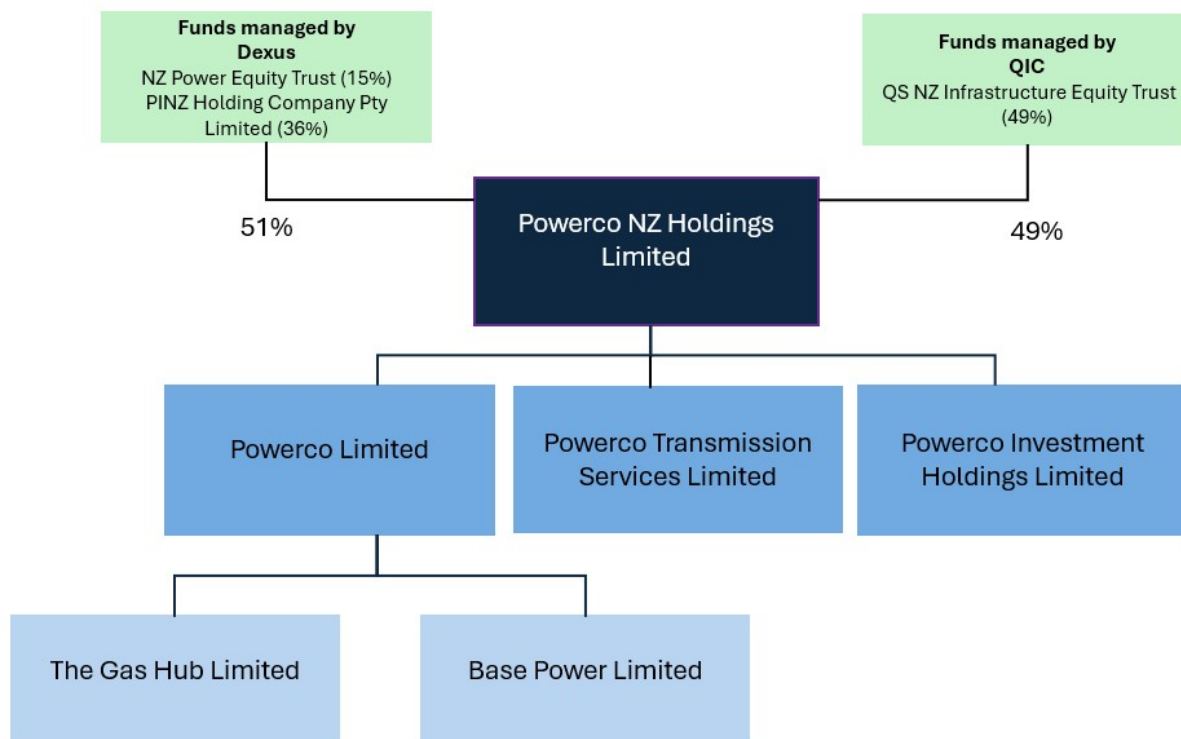 Funds managed by
Dexus
NZ Power Equity Trust (15%)
PINZ Holding Company Pty
Limited (36%)
Funds managed by
QIC
QS NZ Infrastructure Equity Trust
(49%)
51%
49%
Powerco NZ Holdings
Limited
Powerco Limited
Powerco Transmission
Services Limited
Powerco Investment
Holdings Limited
The Gas Hub Limited
Base Power Limited